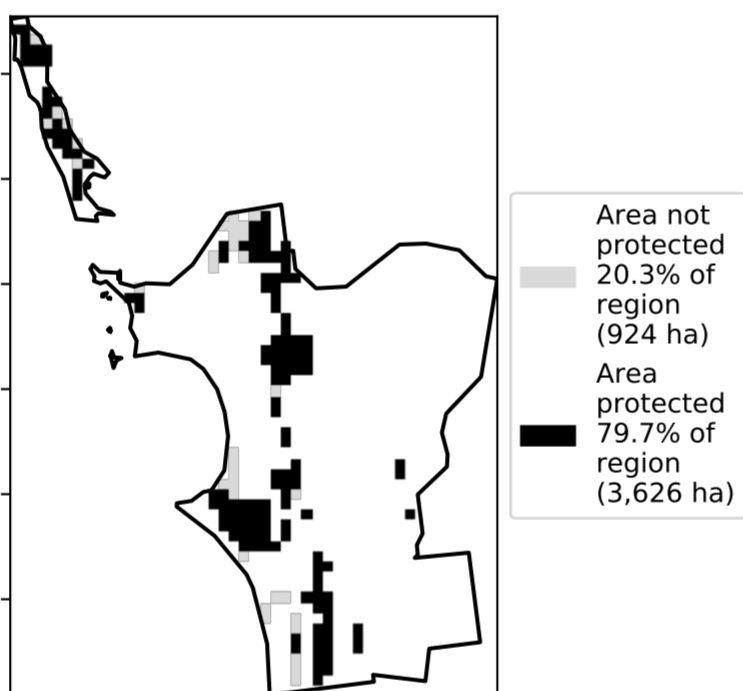 Area not
protected
20.3% of
region
(924 ha)
Area
protected
79.7% of
region
(3,626 ha)